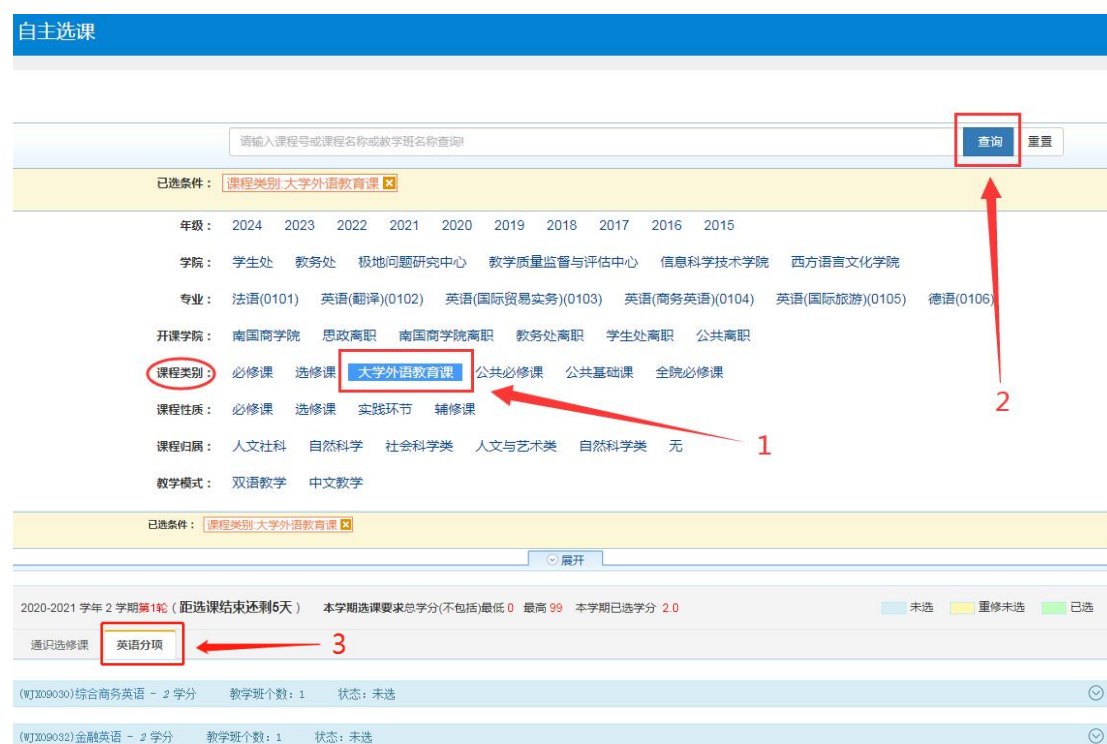 自主选课
请输入课程号或课程名称或教学班名称查询! 查询 重置
已选条件： 课程类别:大学外语教育课
年级： 2024 2023 2022 2021 2020 2019 2018 2017 2016 2015
学院： 学生处 教务处 极地问题研究中心 教学质量监督与评估中心 信息科学技术学院 西方语言文化学院
专业： 法语(0101) 英语(翻译)(0102) 英语(国际贸易实务)(0103) 英语(商务英语)(0104) 英语(国际旅游)(0105) 德语(0106)
开课学院： 南国商学院 思政离职 南国商学院离职 教务处离职 学生处离职 公共离职
课程类别： 必修课 选修课 大学外语教育课 公共必修课 公共基础课 全院必修课
课程性质： 必修课 选修课 实践环节 辅修课
2
课程归属： 人文社科 自然科学 社会科学类 人文与艺术类 自然科学类 无
1
教学模式： 双语教学 中文教学
已选条件： 课程类别:大学外语教育课
展开
2020-2021 学年 2 学期第1轮（距选课结束还剩5天） 本学期选课要求总学分(不包括)最低 0 最高 99 本学期已选学分 2.0 未选 重修未选 已选
通识选修课 英语分项 3
(WJX09030)综合商务英语 - 2 学分 教学班个数：1 状态：未选
(WJX09032)金融英语 - 2 学分 教学班个数：1 状态：未选